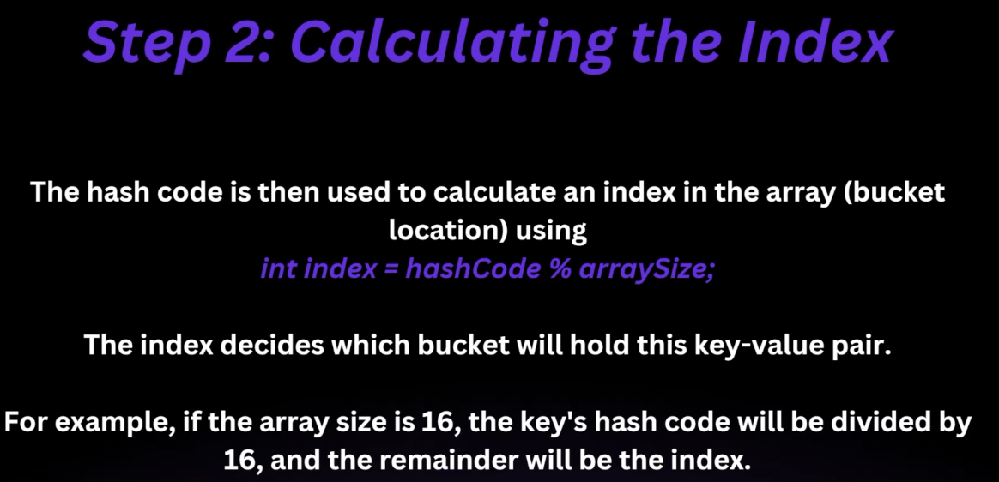 Step 2: Calculating the Index
The hash code is then used to calculate an index in the array (bucket
location) using
int index = hashCode % arraySize;
The index decides which bucket will hold this key-value pair.
For example, if the array size is 16, the key's hash code will be divided by
16, and the remainder will be the index.